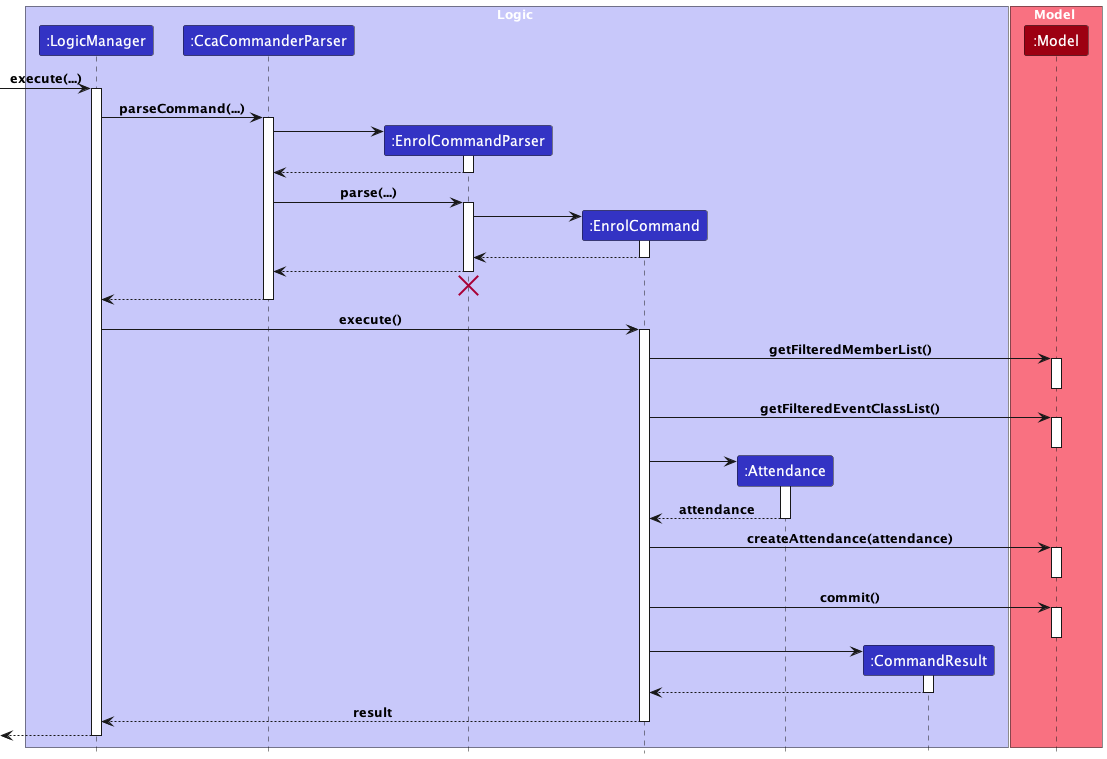 Logic
Model
:LogicManager
:CcaCommanderParser
:Model
execute(...)
parseCommand(...)
:EnrolCommandParser
parse(...)
:EnrolCommand
execute()
getFilteredMemberList()
getFilteredEventClassList()
:Attendance
attendance
createAttendance(attendance)
commit()
:CommandResult
result